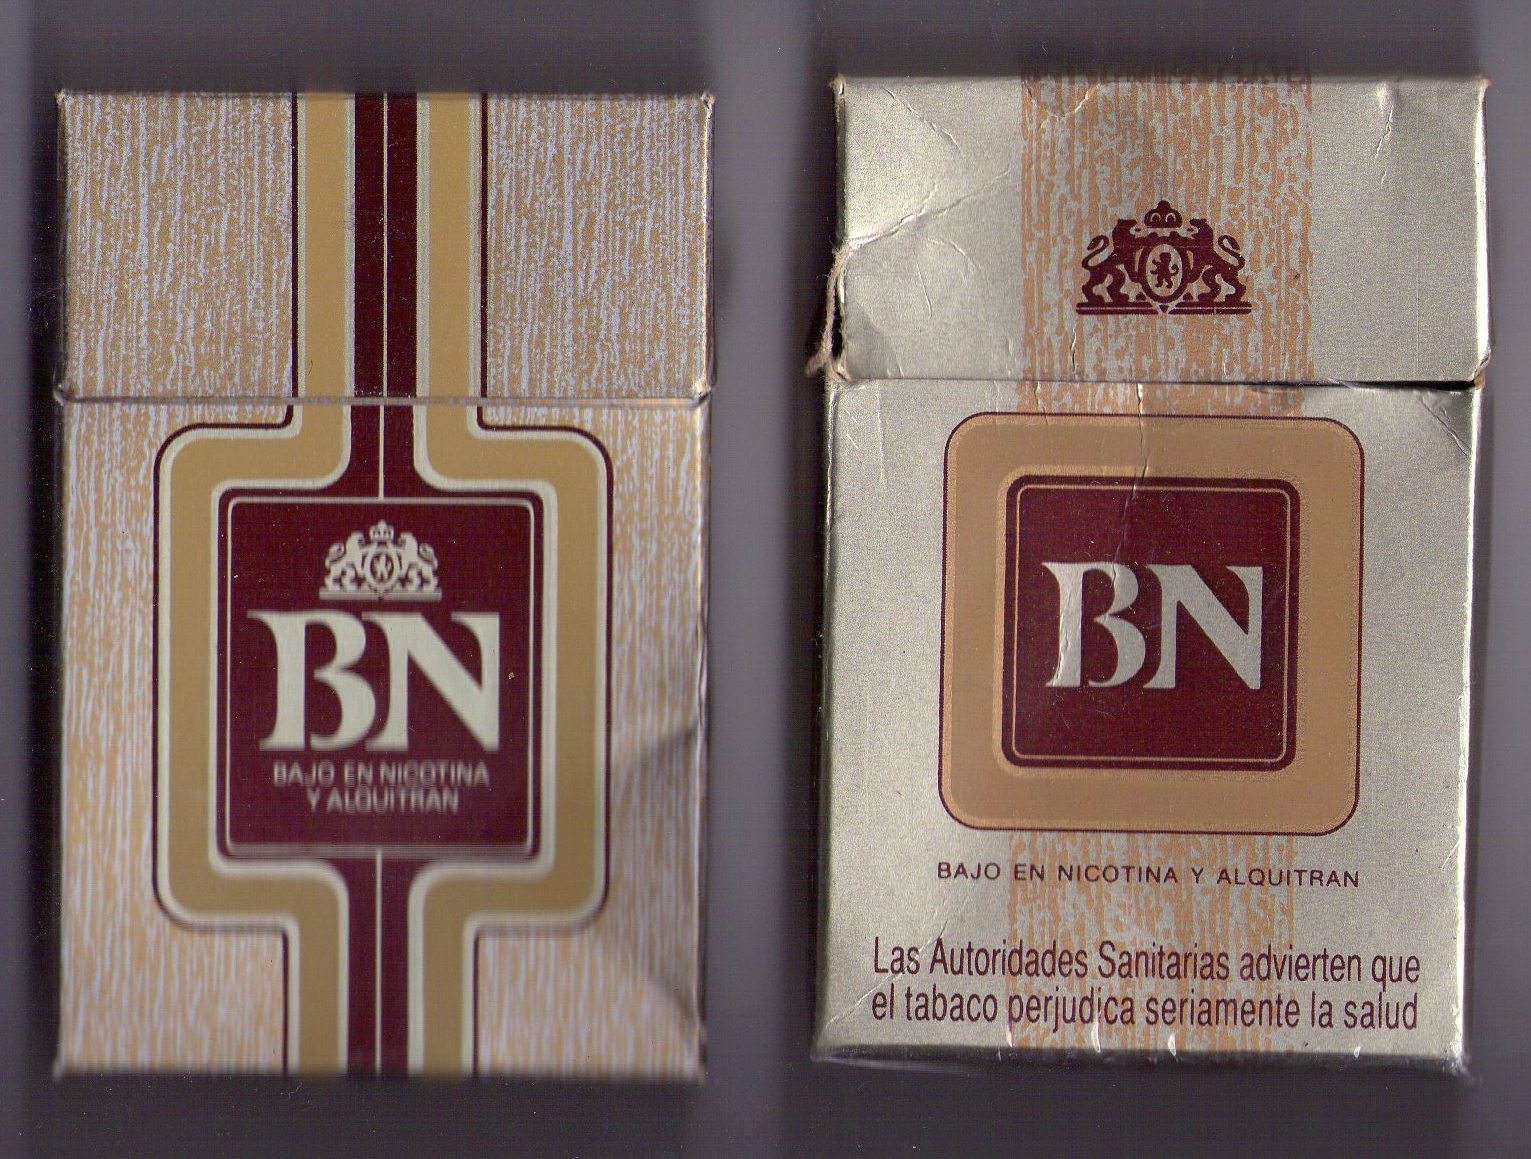 BN
BAJO EN NICOTINA
Y ALQUITRAN
BN
BAJO EN NICOTINA Y ALQUITRAN
Las Autoridades Sanitarias advierten que
el tabaco perjudica seriamente la salud